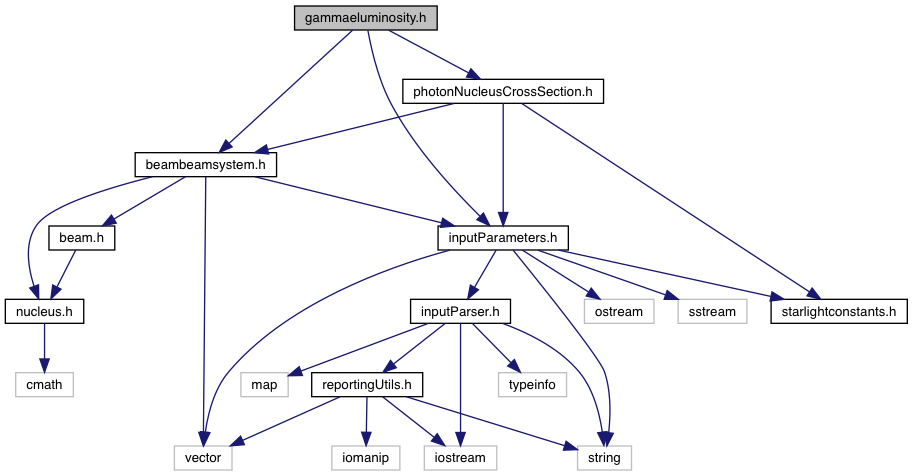 gammaeluminosity.h
photonNucleusCrossSection.h
beambeamsystem.h
beam.h
inputParameters.h
nucleus.h
inputParser.h
ostream
sstream
starlightconstants.h
cmath
map
reportingUtils.h
typeinfo
vector
iomanip
iostream
string